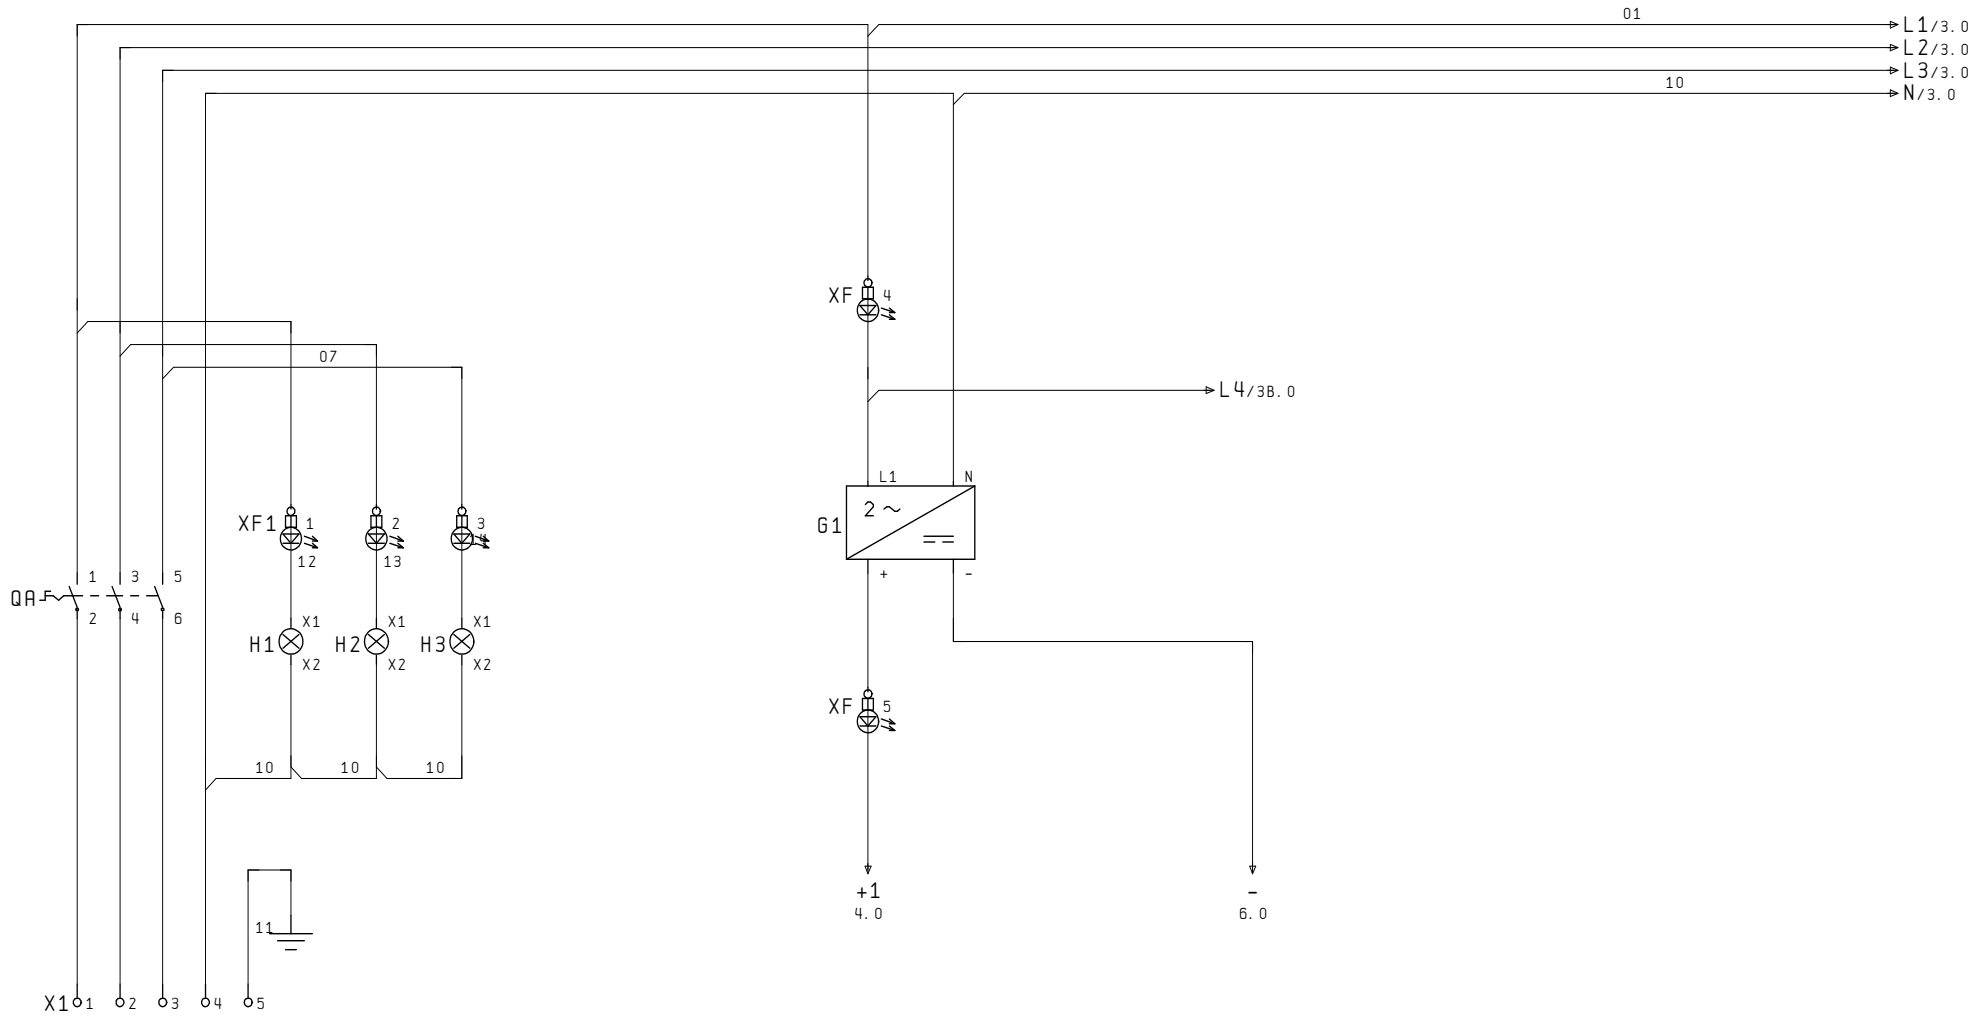 01
L1/3.0
L2/3.0
L3/3.0
10
N/3.0
XF 4
07
L4/3B.0
L1 N
XF1 1 2 3
G1 2~
12 13
+ -
1 3 5
QA
2 4 6
X1 X1 X1
H1 H2 H3
X2 X2 X2
XF 5
10 10 10
+1 -
4.0 6.0
11
X1 1 2 3 4 5